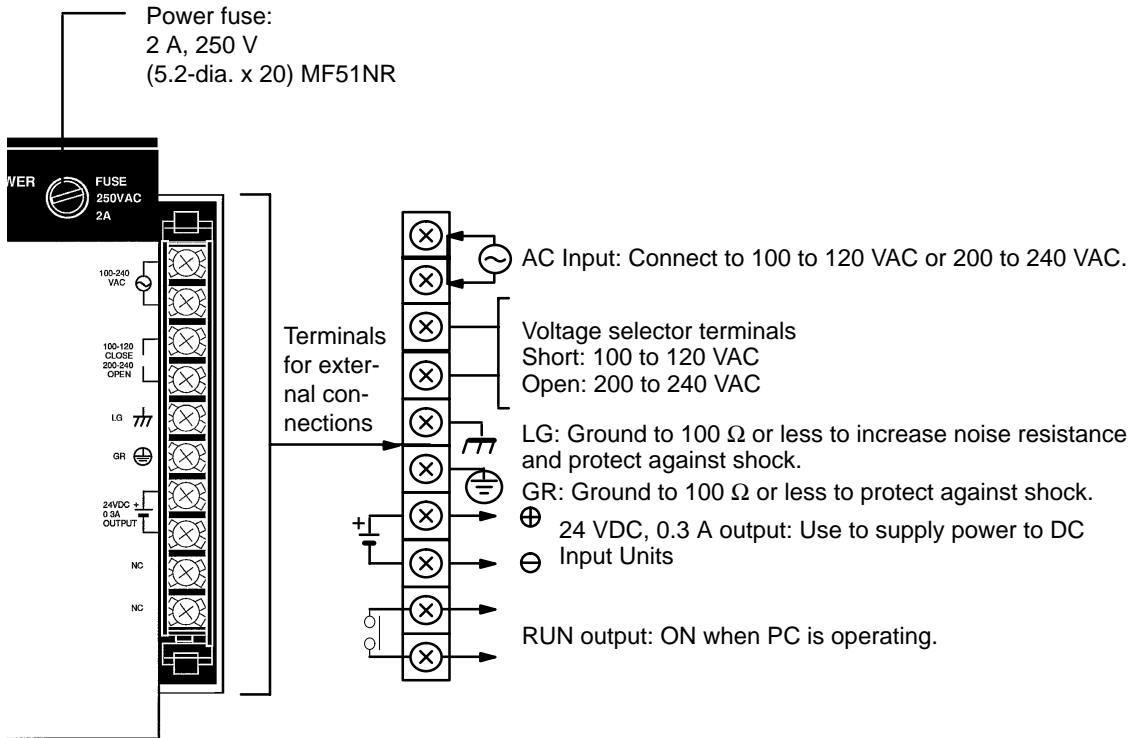 Power fuse:
2 A, 250 V
(5.2-dia. x 20) MF51NR
WER
FUSE
250VAC
2A
100-240
VAC
100-120
CLOSE
200-240
OPEN
LG
GR
24VDC +
0.3A
OUTPUT
NC
NC
Terminals
for exter-
nal con-
nections
AC Input: Connect to 100 to 120 VAC or 200 to 240 VAC.
Voltage selector terminals
Short: 100 to 120 VAC
Open: 200 to 240 VAC
LG: Ground to 100 Ω or less to increase noise resistance
and protect against shock.
GR: Ground to 100 Ω or less to protect against shock.
+
24 VDC, 0.3 A output: Use to supply power to DC
Input Units
RUN output: ON when PC is operating.